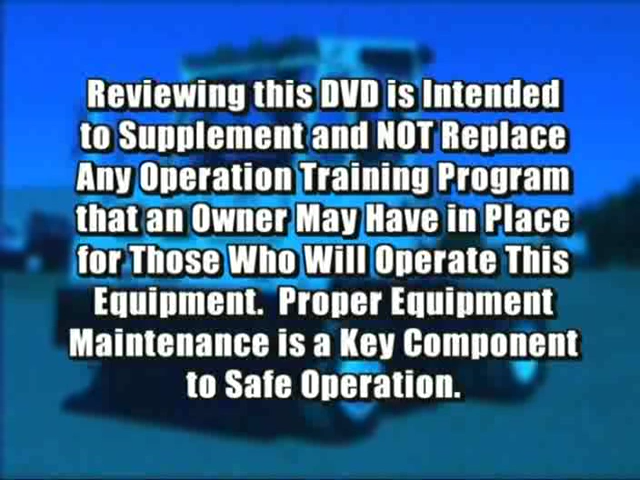 Reviewing this DVD is Intended
to Supplement and NOT Replace
Any Operation Training Program
that an Owner May Have in Place
for Those Who Will Operate This
Equipment. Proper Equipment
Maintenance is a Key Component
to Safe Operation.